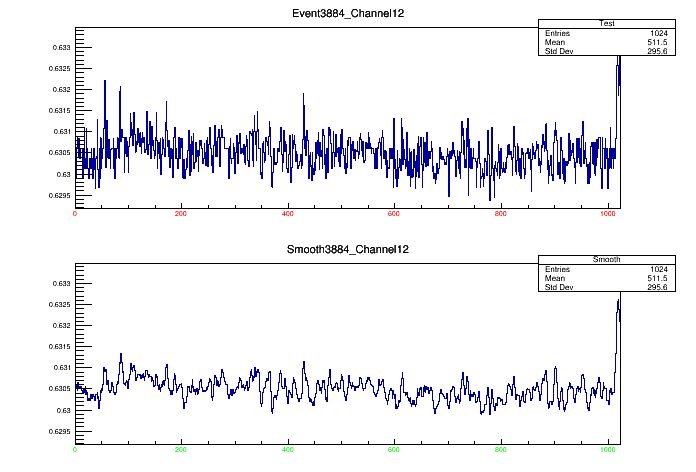 Event3884_Channel12
Test
Entries 1024
Mean 511.5
Std Dev 295.6
0.633
0.6325
0.632
0.6315
0.631
0.6305
0.63
0.6295
0 200 400 600 800 1000
Smooth3884_Channel12
Smooth
Entries 1024
Mean 511.5
Std Dev 295.6
0.633
0.6325
0.632
0.6315
0.631
0.6305
0.63
0.6295
0 200 400 600 800 1000